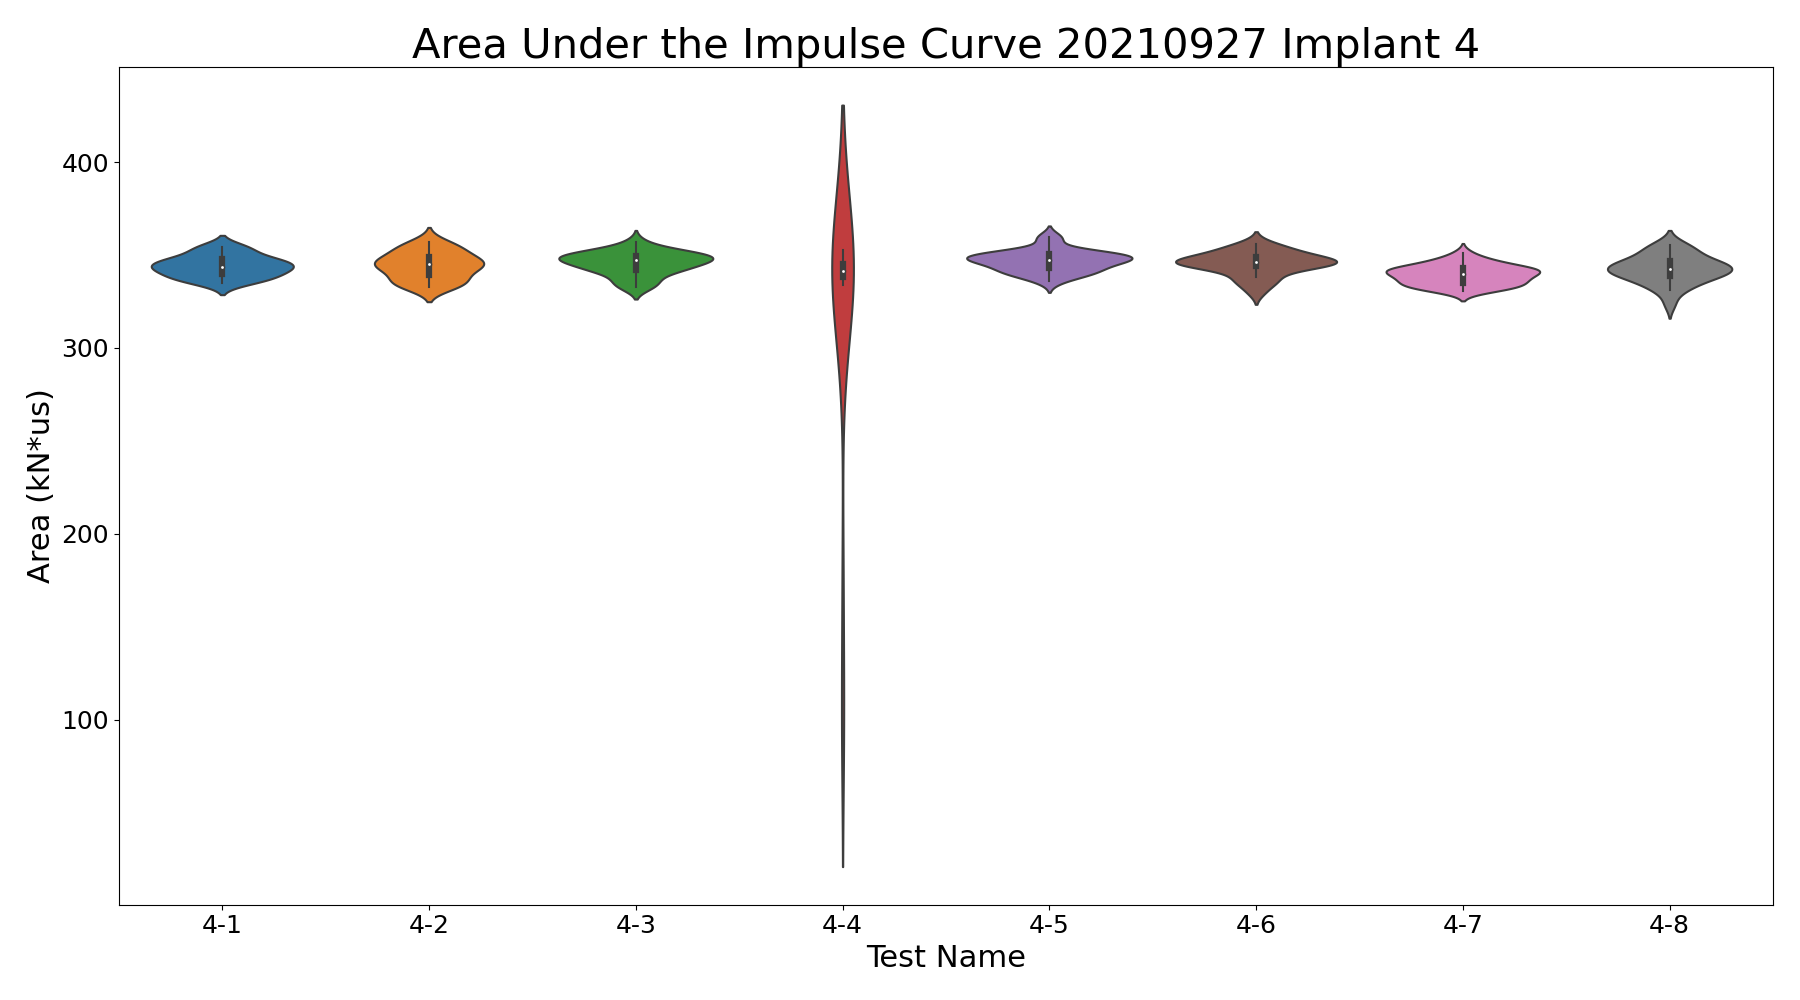 Area Under the Impulse Curve 20210927 Implant 4
400
300
200
100
Area (kN*us)
4-1 4-2 4-3 4-4 4-5 4-6 4-7 4-8
Test Name